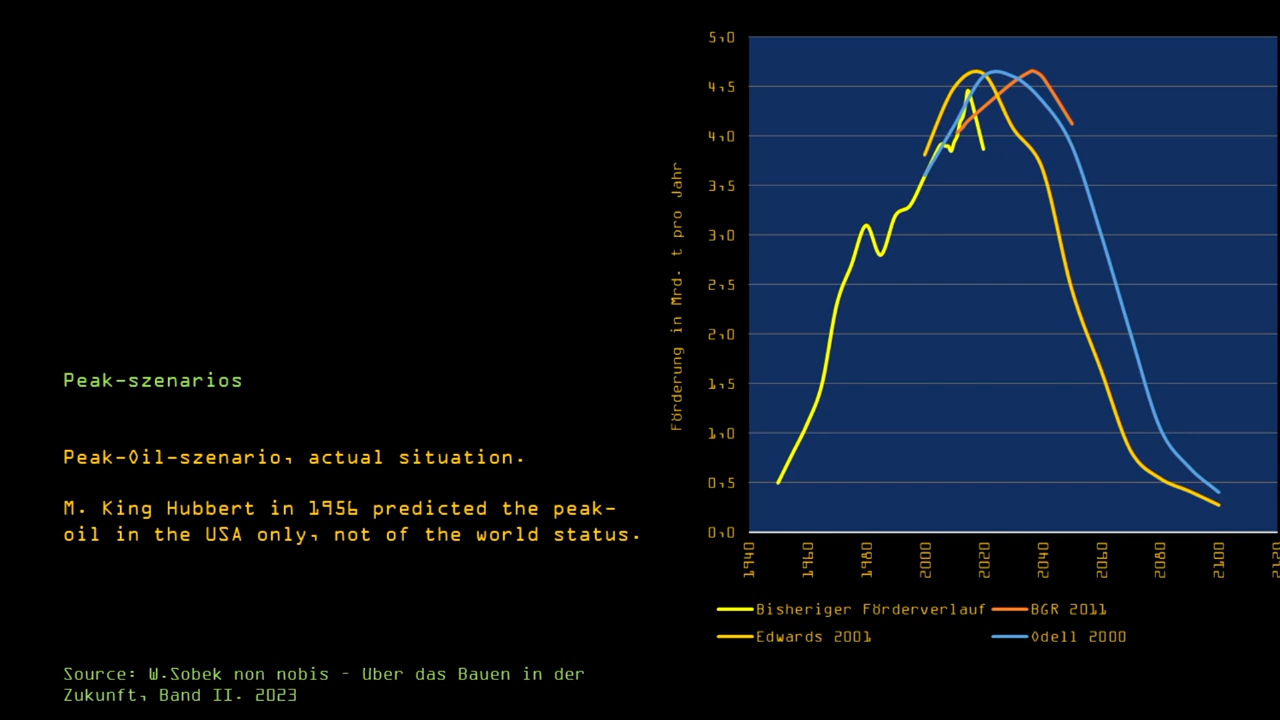 Peak-szenarios
Peak-Oil-szenario, actual situation.
M. King Hubbert in 1956 predicted the peak-
oil in the USA only, not of the world status.
Source: W.Sobek non nobis - Uber das Bauen in der
Zukunft, Band II. 2023
Förderung in Mrd. t pro Jahr
5,0
4,5
4,0
3,5
3,0
2,5
2,0
1,5
1,0
0,5
0,0
1940 1960 1980 2000 2020 2040 2060 2080 2100 2120
Bisheriger Förderverlauf BGR 2011
Edwards 2001 Odell 2000